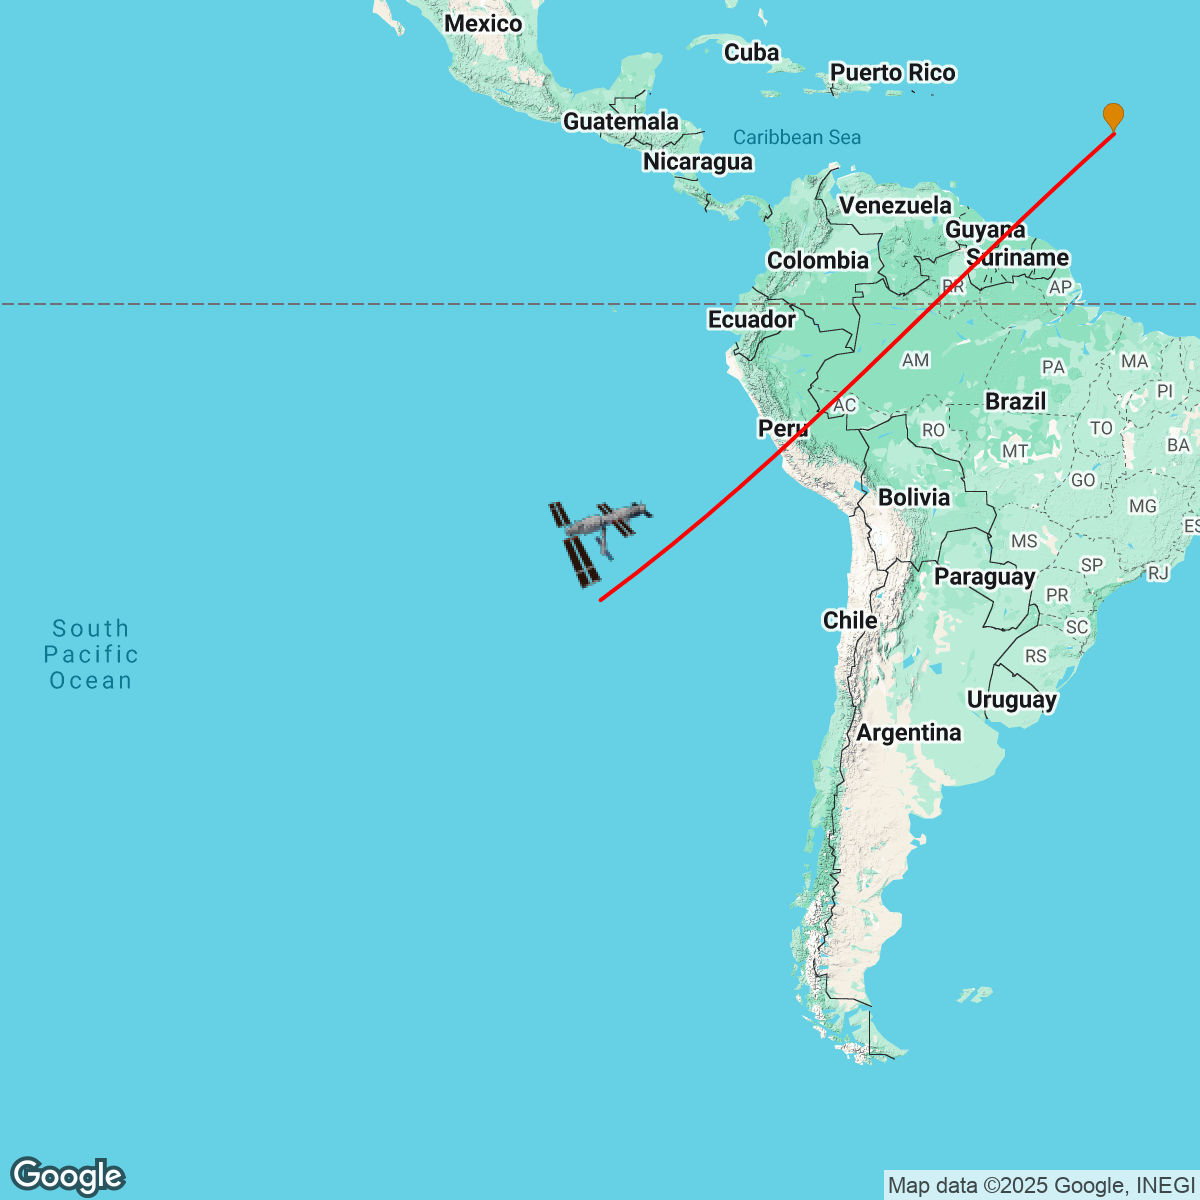 Mexico
Cuba
Puerto Rico
Guatemala
Caribbean Sea
Nicaragua
Venezuela
Guyana
Colombia
Suriname
RR
AP
Ecuador
AM
PA
MA
PI
AC
Brazil
Peru
RO
TO
MT
BA
GO
Bolivia
MG
ES
MS
SP
RJ
Paraguay
PR
Chile
SC
South
Pacific
Ocean
RS
Uruguay
Argentina
Google
Map data ©2025 Google, INEGI